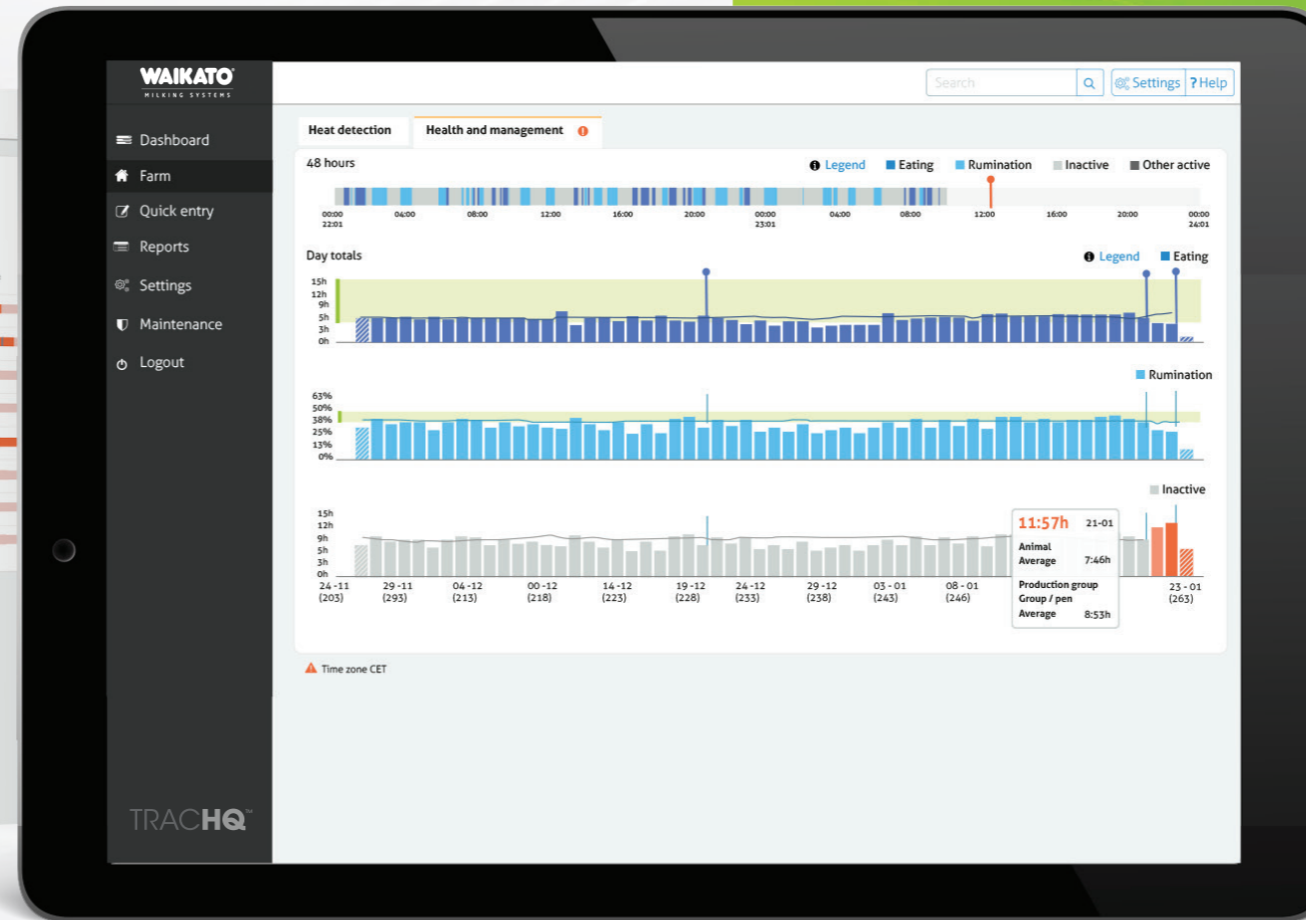 WAIKATO
MILKING SYSTEMS
Search
Settings
?Help
Dashboard
Farm
Quick entry
Reports
Settings
Maintenance
Logout
TRACHQ™
Heat detection
Health and management
48 hours
Legend Eating Rumination Inactive Other active
00:00 04:00 08:00 12:00 16:00 20:00 00:00 04:00 08:00 12:00 16:00 20:00 00:00
22:01 23:01 24:01
Day totals
Legend Eating
15h
12h
9h
5h
3h
0h
Rumination
63%
50%
38%
25%
13%
0%
Inactive
15h
12h
9h
5h
3h
0h
24-11 29-11 04-12 00-12 14-12 19-12 24-12 29-12 03-01 08-01 23-01
(203) (293) (213) (218) (223) (228) (233) (238) (243) (246) (263)
11:57h 21-01
Animal
Average 7:46h
Production group
Group / pen
Average 8:53h
Time zone CET